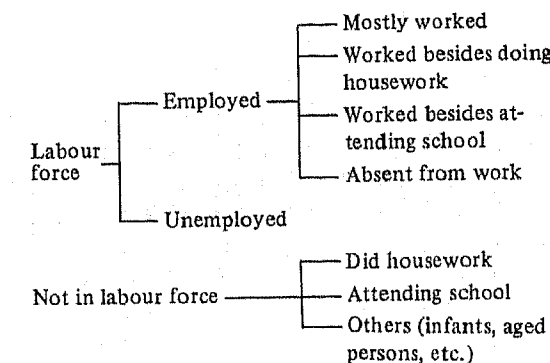 Mostly worked
Worked besides doing
housework
Employed
Worked besides at-
tending school
Labour
force
Absent from work
Unemployed
Did housework
Not in labour force
Attending school
Others (infants, aged
persons, etc.)